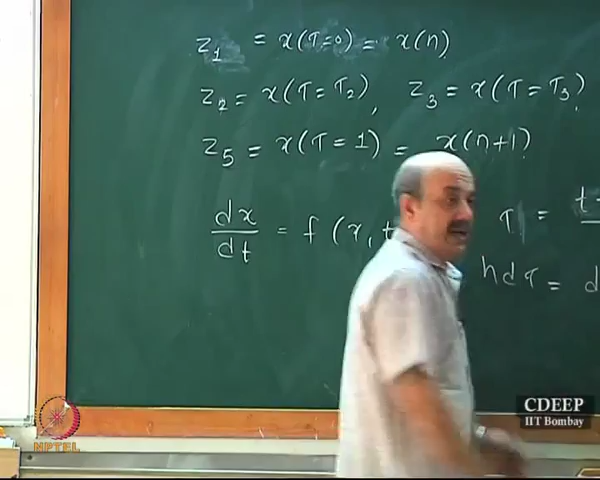 z₁ = x(τ=0) = x(n)
z₂ = x(τ = τ₂), z₃ = x(τ = τ₃),
z₅ = x(τ = 1) = x(n+1)
dx/dt = f(x, t
τ = t-
hdτ = d
CDEEP
IIT Bombay
NPTEL